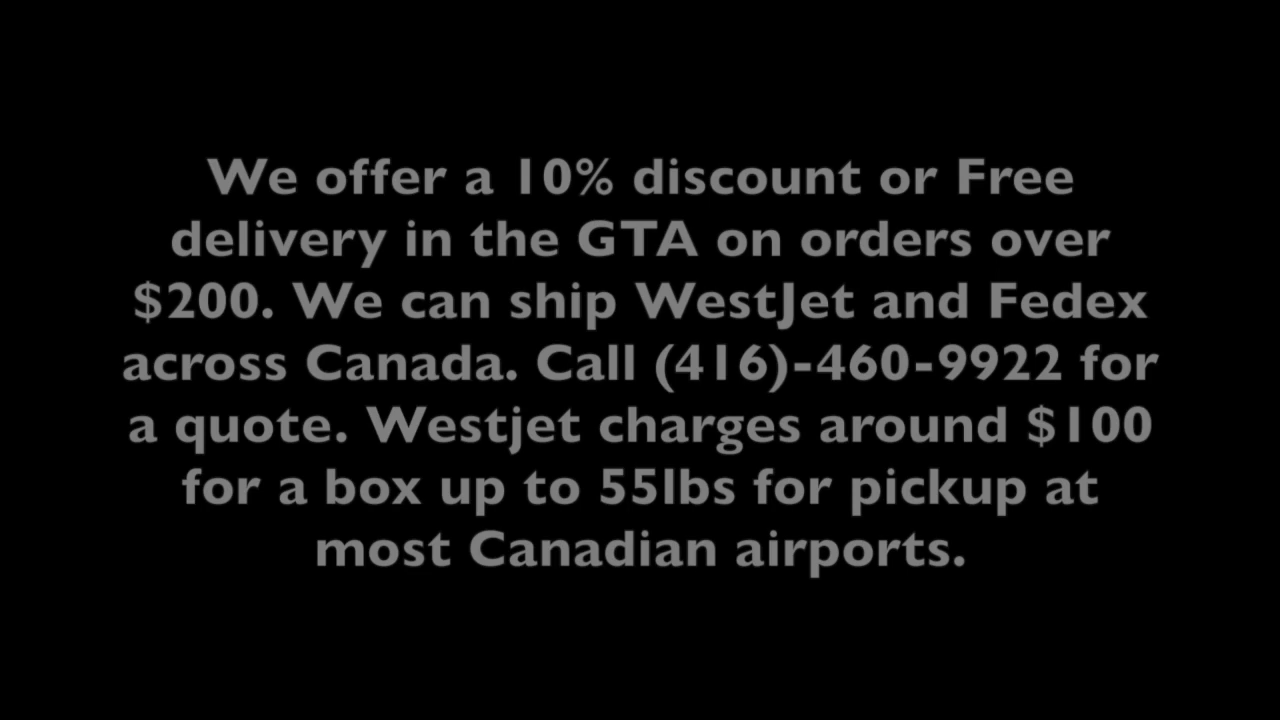 We offer a 10% discount or Free
delivery in the GTA on orders over
$200. We can ship WestJet and Fedex
across Canada. Call (416)-460-9922 for
a quote. Westjet charges around $100
for a box up to 55lbs for pickup at
most Canadian airports.